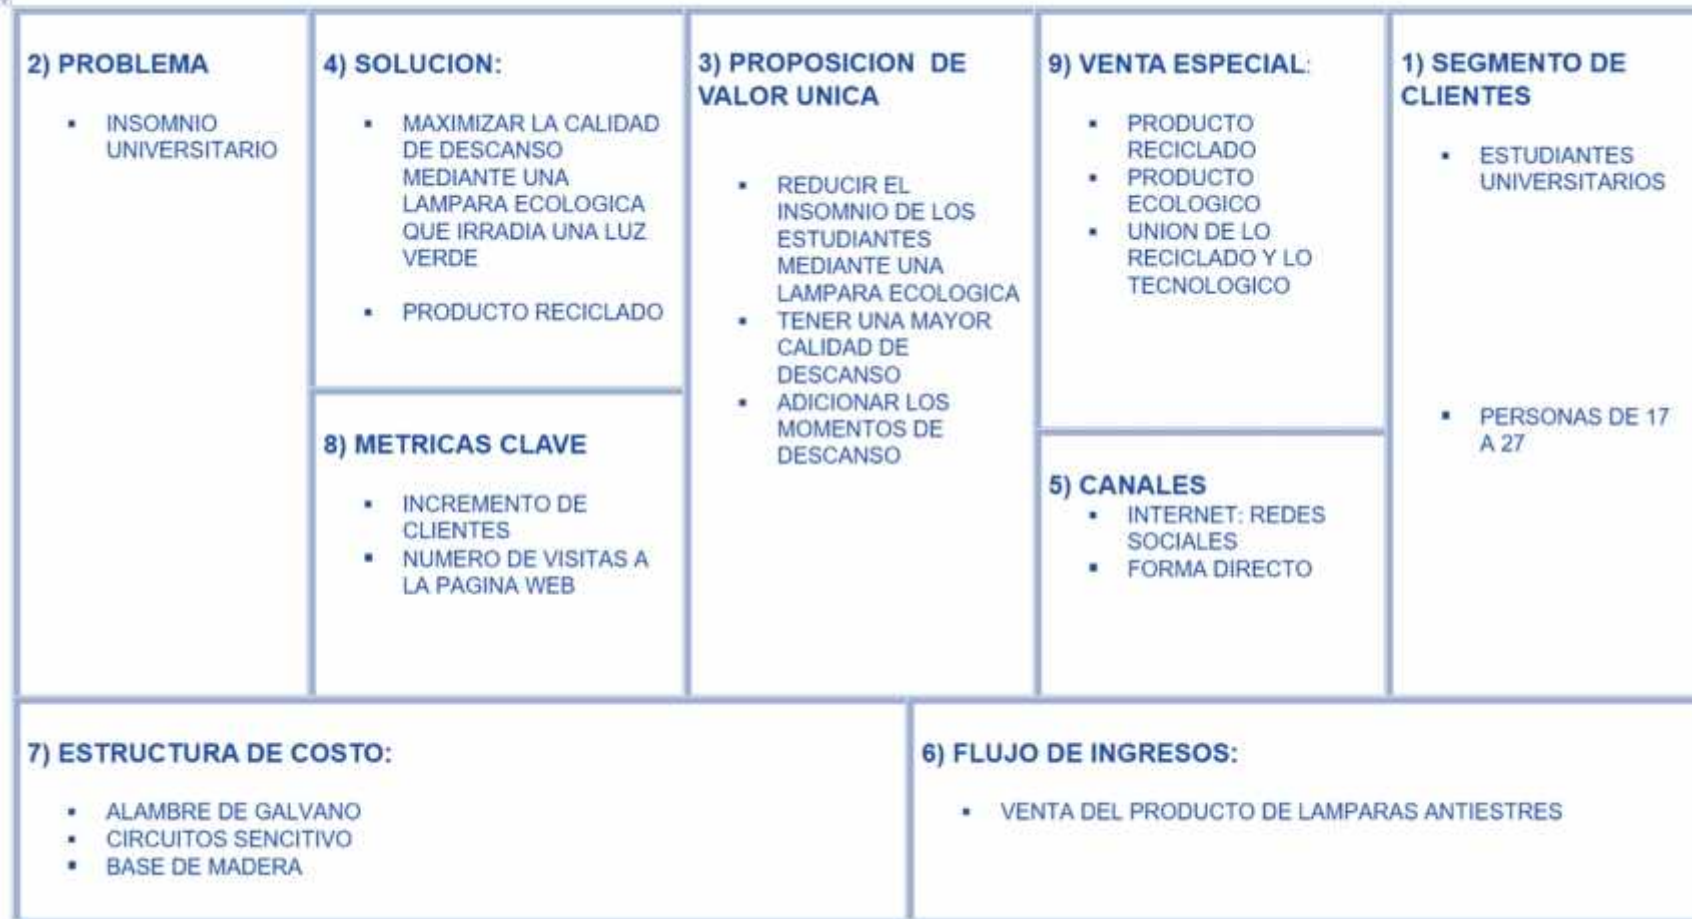 2) PROBLEMA
▪ INSOMNIO
UNIVERSITARIO
4) SOLUCION:
▪ MAXIMIZAR LA CALIDAD
DE DESCANSO
MEDIANTE UNA
LAMPARA ECOLOGICA
QUE IRRADIA UNA LUZ
VERDE
▪ PRODUCTO RECICLADO
8) METRICAS CLAVE
▪ INCREMENTO DE
CLIENTES
▪ NUMERO DE VISITAS A
LA PAGINA WEB
3) PROPOSICION DE
VALOR UNICA
▪ REDUCIR EL
INSOMNIO DE LOS
ESTUDIANTES
MEDIANTE UNA
LAMPARA ECOLOGICA
▪ TENER UNA MAYOR
CALIDAD DE
DESCANSO
▪ ADICIONAR LOS
MOMENTOS DE
DESCANSO
9) VENTA ESPECIAL:
▪ PRODUCTO
RECICLADO
▪ PRODUCTO
ECOLOGICO
▪ UNION DE LO
RECICLADO Y LO
TECNOLOGICO
5) CANALES
▪ INTERNET: REDES
SOCIALES
▪ FORMA DIRECTO
1) SEGMENTO DE
CLIENTES
▪ ESTUDIANTES
UNIVERSITARIOS
▪ PERSONAS DE 17
A 27
7) ESTRUCTURA DE COSTO:
▪ ALAMBRE DE GALVANO
▪ CIRCUITOS SENCITIVO
▪ BASE DE MADERA
6) FLUJO DE INGRESOS:
▪ VENTA DEL PRODUCTO DE LAMPARAS ANTIESTRES